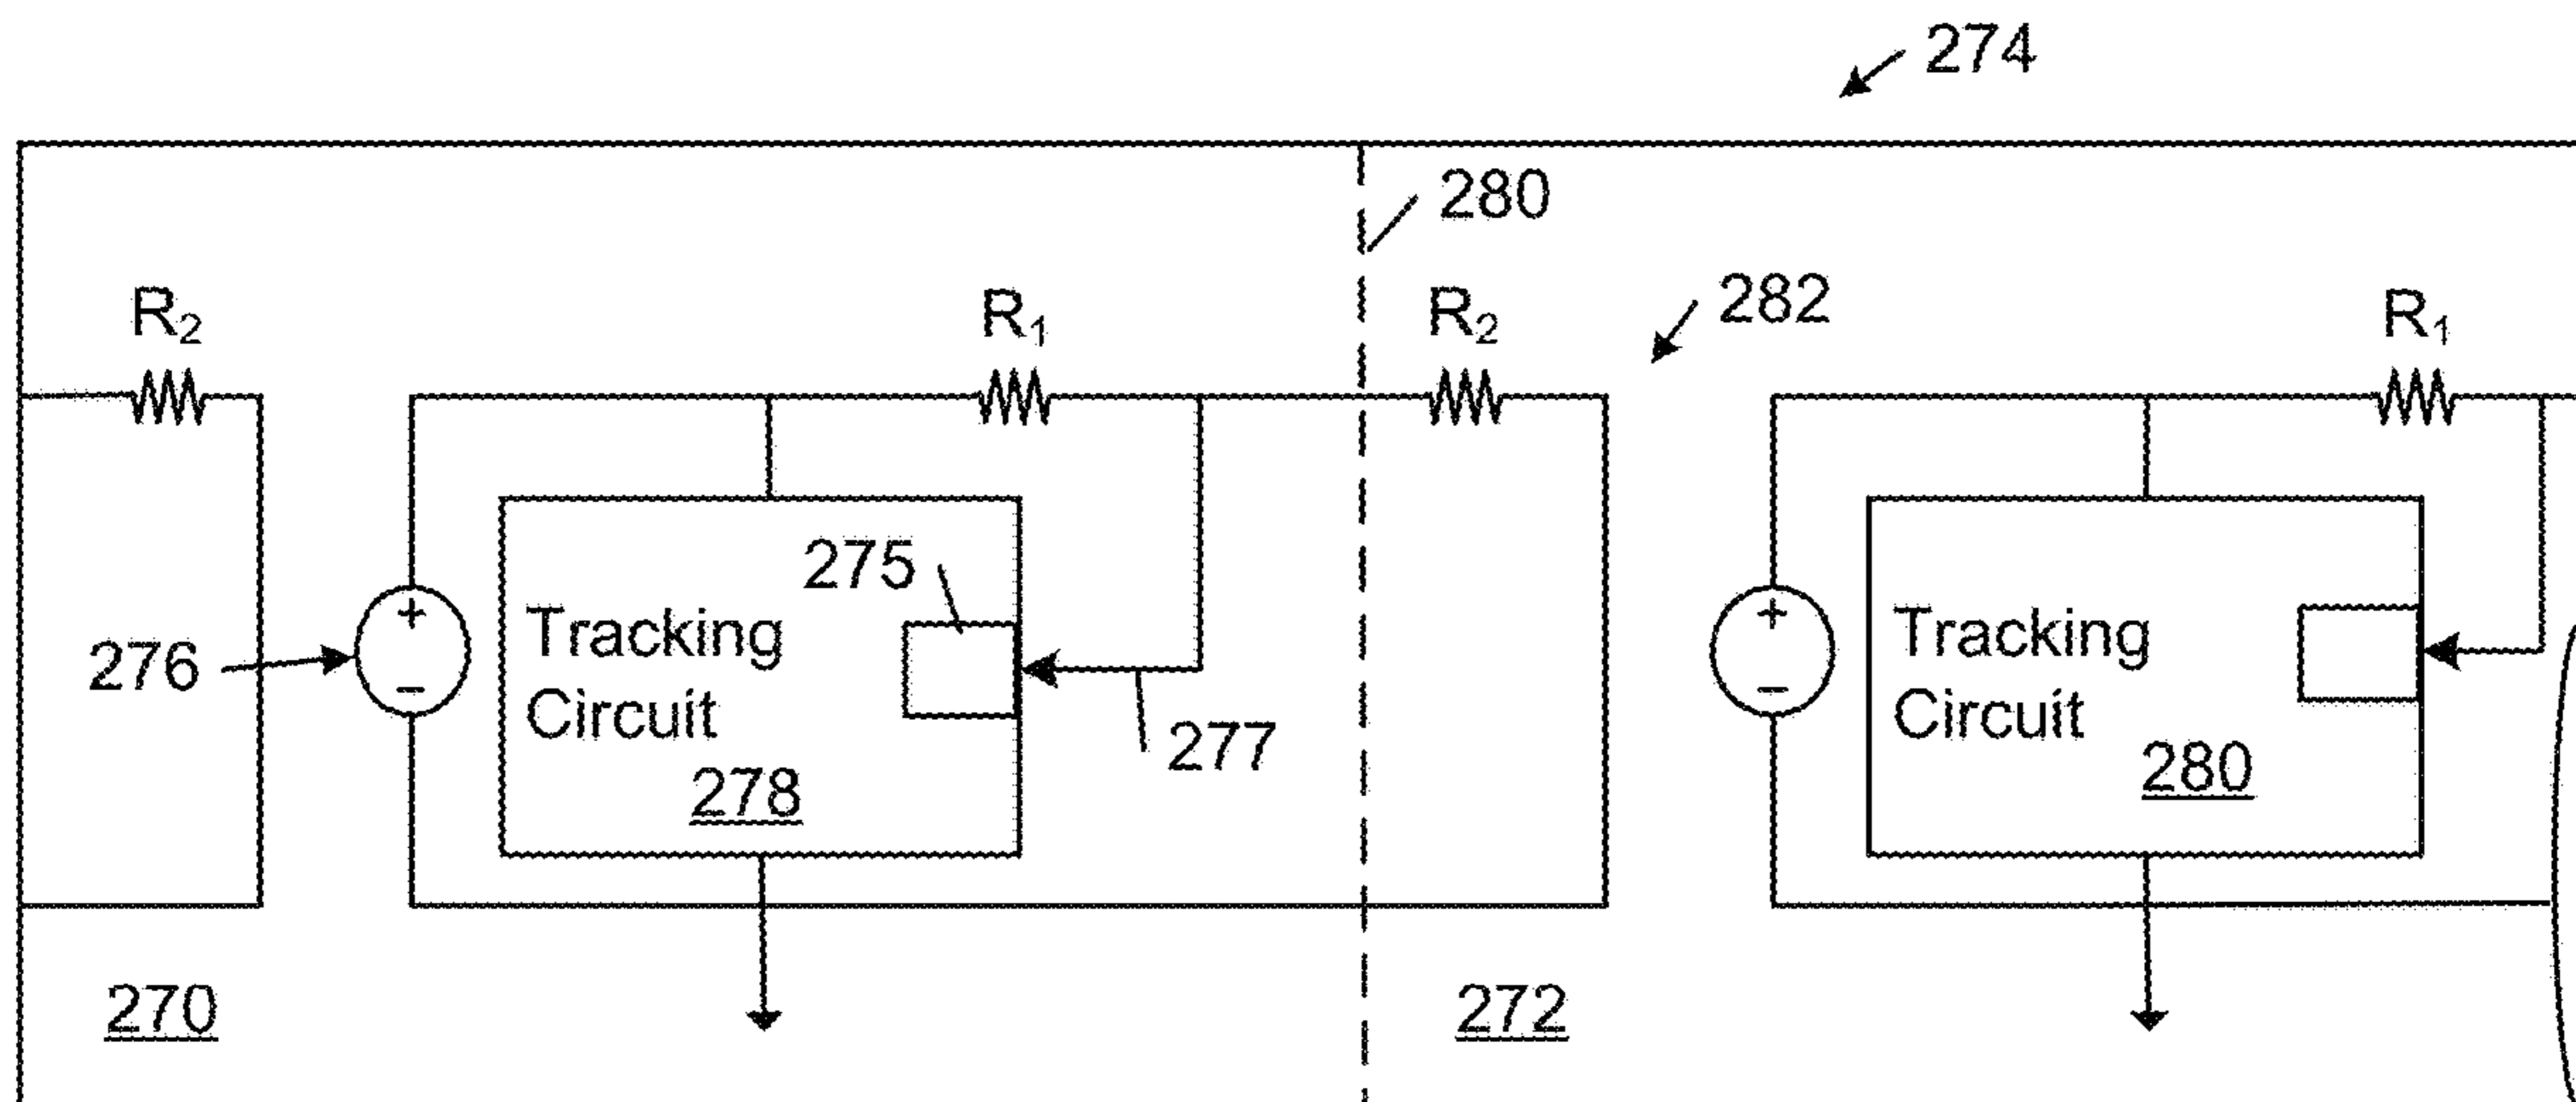 274
280
R₂
R₁
R₂
282
R₁
+
275
Tracking
Circuit
276
−
277
278
+
Tracking
Circuit
−
280
270
272